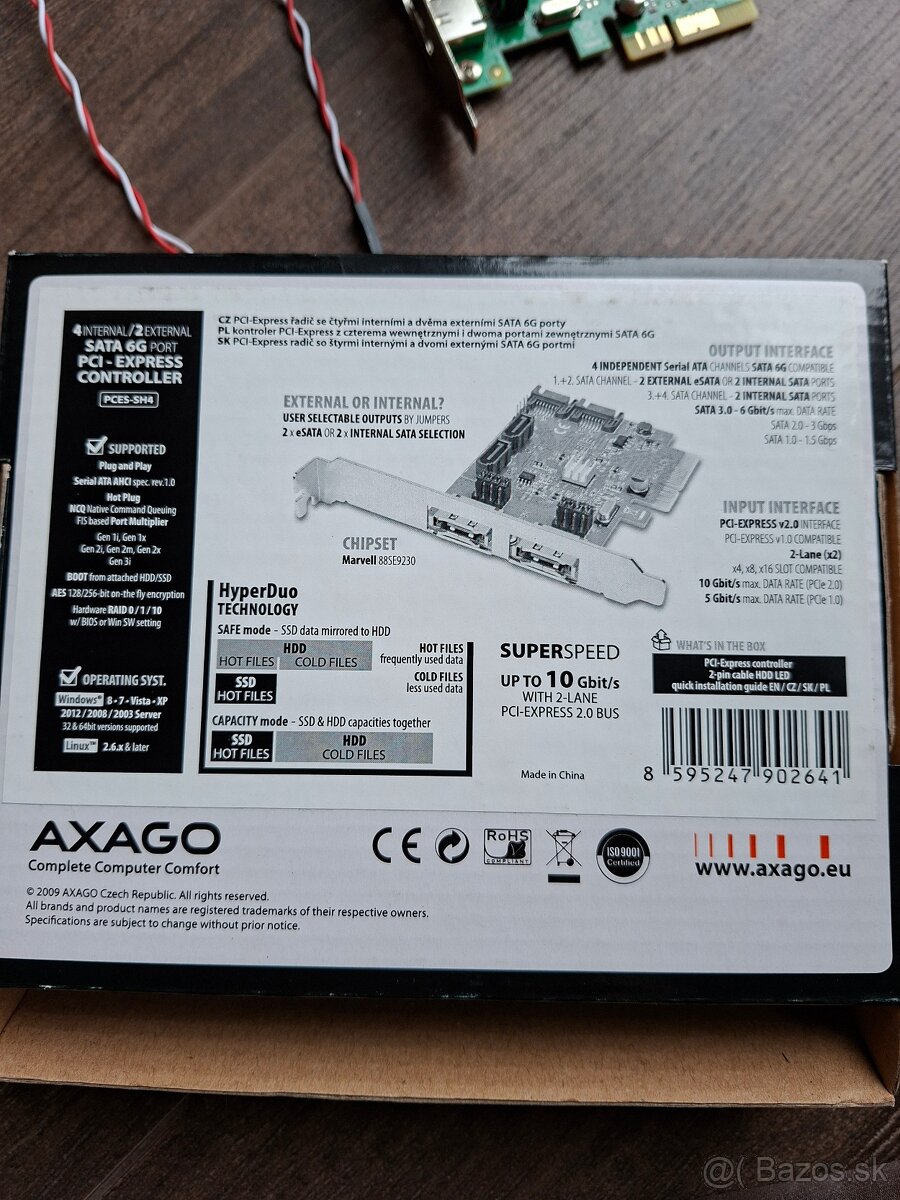 4 INTERNAL/2 EXTERNAL
SATA 6G PORT
PCI - EXPRESS
CONTROLLER
PCES-SH4
SUPPORTED
Plug and Play
Serial ATA AHCI spec. rev.1.0
Hot Plug
NCQ Native Command Queuing
FIS based Port Multiplier
Gen 1i, Gen 1x
Gen 2i, Gen 2m, Gen 2x
Gen 3i
BOOT from attached HDD/SSD
AES 128/256-bit on-the fly encryption
Hardware RAID 0 / 1 / 10
w/ BIOS or Win SW setting
OPERATING SYST.
Windows® 8 • 7 • Vista • XP
2012 / 2008 / 2003 Server
32 & 64bit versions supported
Linux™ 2.6.x & later
CZ PCI-Express řadič se čtyřmi interními a dvěma externími SATA 6G porty
PL kontroler PCI-Express z czterema wewnętrznymi i dwoma portami zewnętrznymi SATA 6G
SK PCI-Express radič so štyrmi internými a dvomi externými SATA 6G portmi
EXTERNAL OR INTERNAL?
USER SELECTABLE OUTPUTS BY JUMPERS
2 x eSATA OR 2 x INTERNAL SATA SELECTION
CHIPSET
Marvell 88SE9230
OUTPUT INTERFACE
4 INDEPENDENT Serial ATA CHANNELS SATA 6G COMPATIBLE
1.+2. SATA CHANNEL - 2 EXTERNAL eSATA OR 2 INTERNAL SATA PORTS
3.+4. SATA CHANNEL - 2 INTERNAL SATA PORTS
SATA 3.0 - 6 Gbit/s max. DATA RATE
SATA 2.0 - 3 Gbps
SATA 1.0 - 1.5 Gbps
INPUT INTERFACE
PCI-EXPRESS v2.0 INTERFACE
PCI-EXPRESS v1.0 COMPATIBLE
2-Lane (x2)
x4, x8, x16 SLOT COMPATIBLE
10 Gbit/s max. DATA RATE (PCIe 2.0)
5 Gbit/s max. DATA RATE (PCIe 1.0)
HyperDuo
TECHNOLOGY
SAFE mode - SSD data mirrored to HDD
HDD
HOT FILES COLD FILES
SSD
HOT FILES
HOT FILES
frequently used data
COLD FILES
less used data
CAPACITY mode - SSD & HDD capacities together
SSD
HOT FILES
HDD
COLD FILES
SUPERSPEED
UP TO 10 Gbit/s
WITH 2-LANE
PCI-EXPRESS 2.0 BUS
Made in China
WHAT'S IN THE BOX
PCI-Express controller
2-pin cable HDD LED
quick installation guide EN / CZ / SK / PL
8 595247 902641
AXAGO
Complete Computer Comfort
CE
RoHS
COMPLIANT
ISO 9001
Certified
www.axago.eu
© 2009 AXAGO Czech Republic. All rights reserved.
All brands and product names are registered trademarks of their respective owners.
Specifications are subject to change without prior notice.
@( Bazos.sk